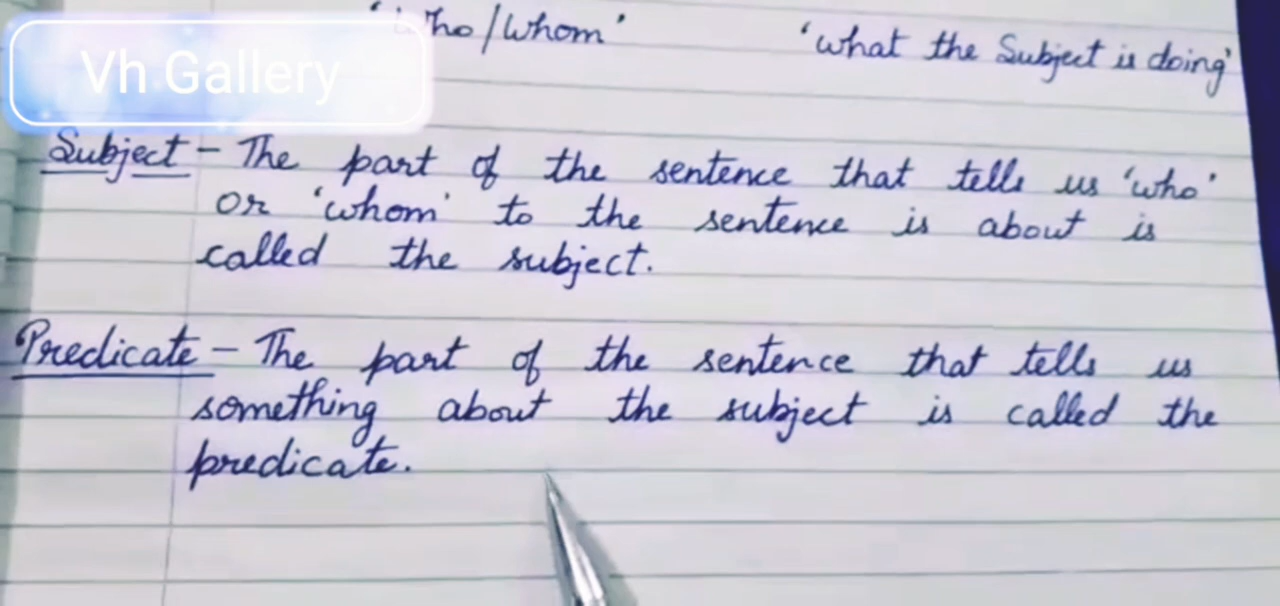 'Who/Whom' 'what the Subject is doing'
Vh Gallery
Subject - The part of the sentence that tells us 'who'
or 'whom' to the sentence is about is
called the subject.
Predicate - The part of the sentence that tells us
something about the subject is called the
predicate.